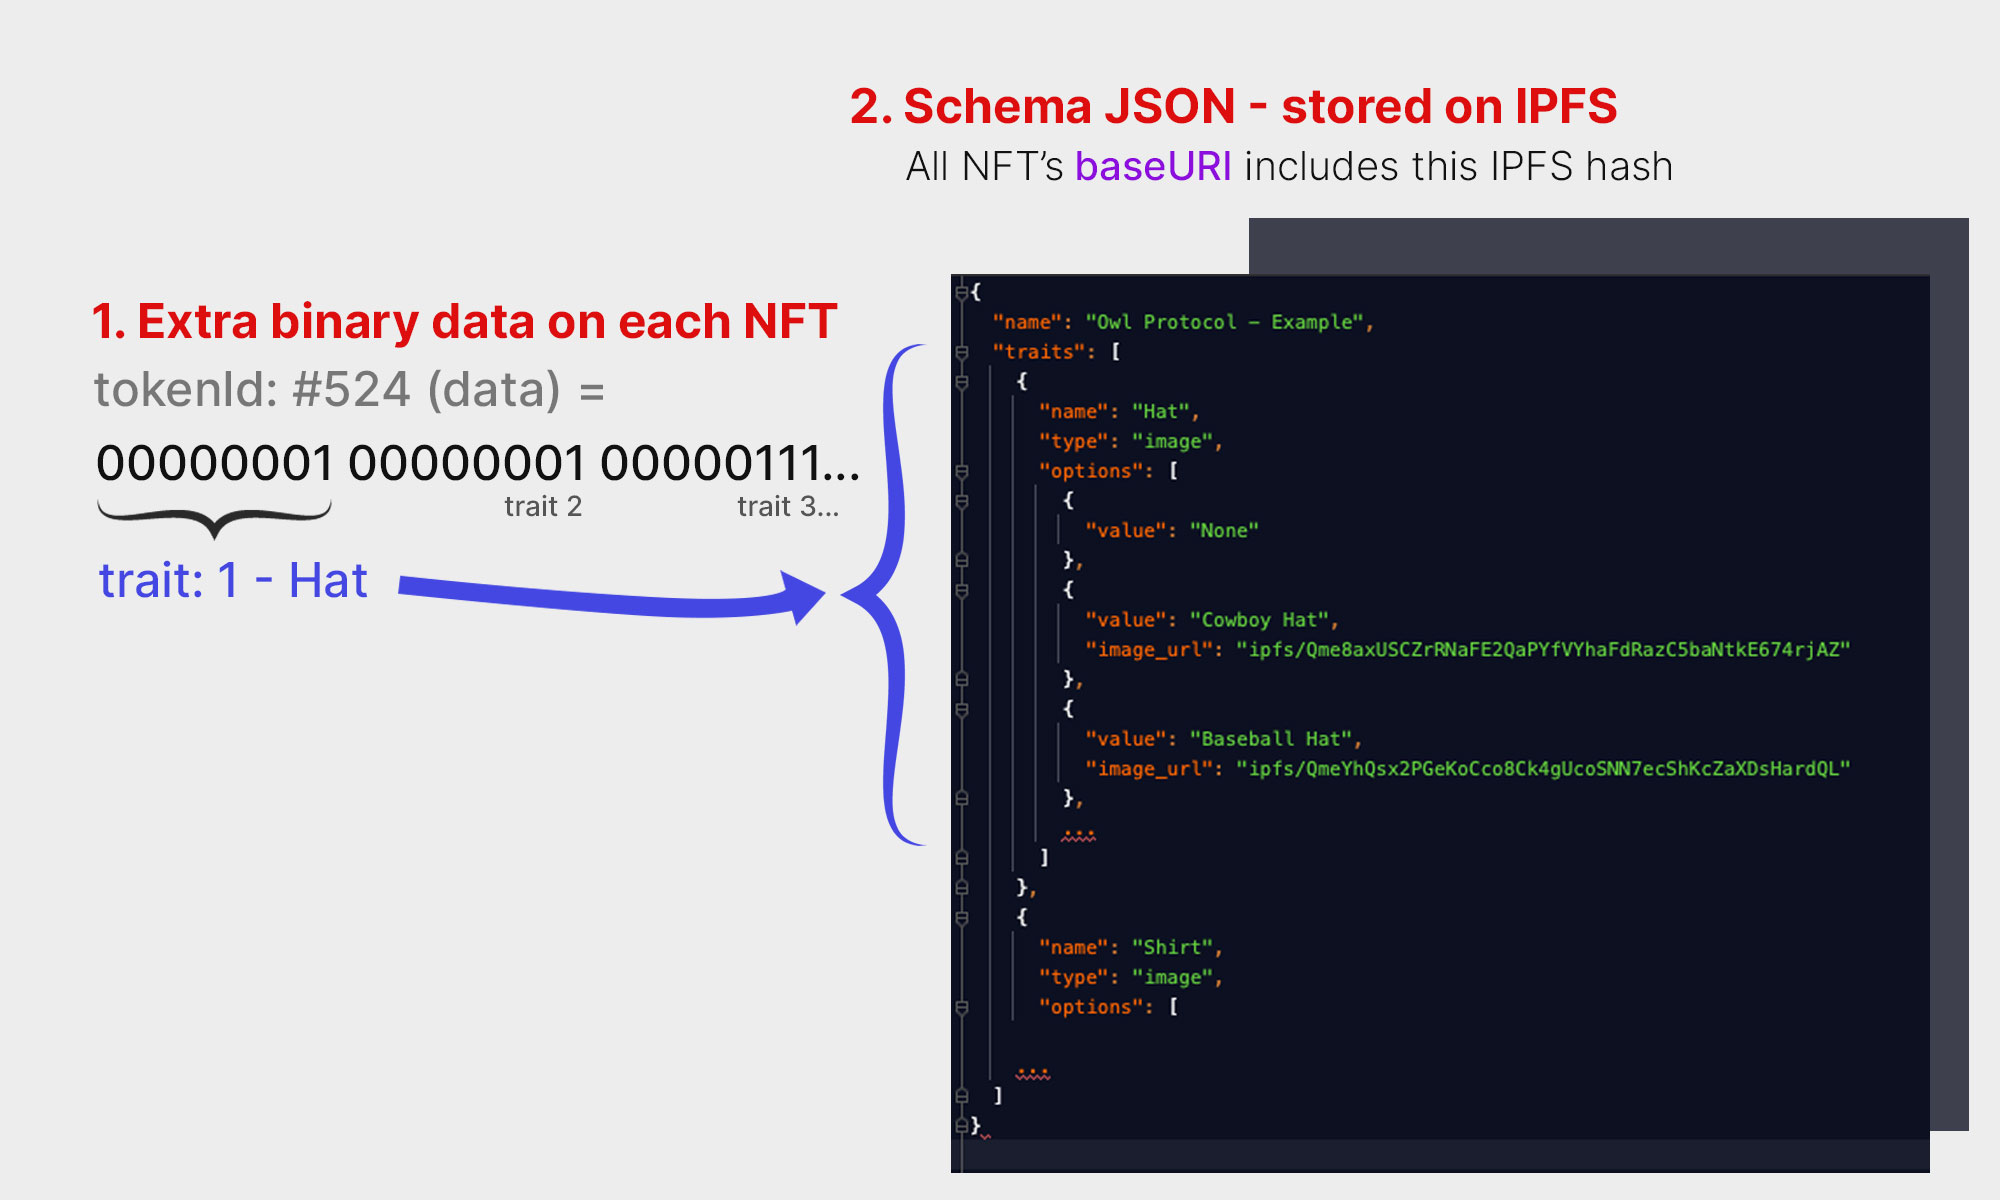 2. Schema JSON - stored on IPFS
All NFT’s baseURI includes this IPFS hash
1. Extra binary data on each NFT
tokenId: #524 (data) =
00000001 00000001 00000111...
trait 2
trait 3...
trait: 1 - Hat
{
"name": "Owl Protocol – Example",
"traits": [
{
"name": "Hat",
"type": "image",
"options": [
{
"value": "None"
},
{
"value": "Cowboy Hat",
"image_url": "ipfs/Qme8axUSCZrRNaFE2QaPYfVYhaFdRazC5baNtkE674rjAZ"
},
{
"value": "Baseball Hat",
"image_url": "ipfs/QmeYhQsx2PGeKoCco8Ck4gUcoSNN7ecShKcZaXDsHardQL"
},
...
]
},
{
"name": "Shirt",
"type": "image",
"options": [
...
]
}